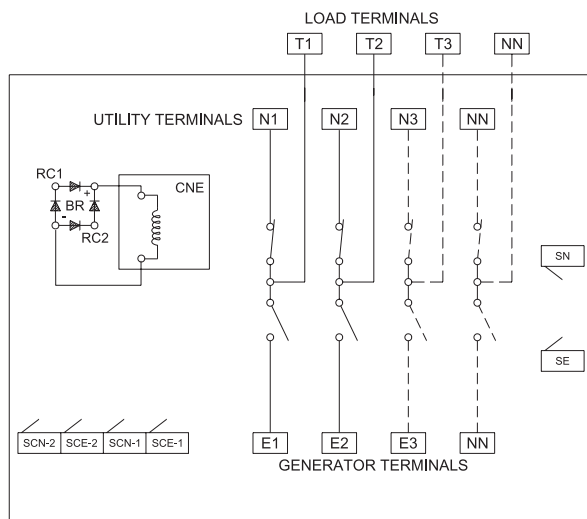 LOAD TERMINALS
T1 T2 T3 NN
UTILITY TERMINALS N1 N2 N3 NN
RC1
CNE
+
BR
-
RC2
SN
SE
SCN-2 SCE-2 SCN-1 SCE-1
E1 E2 E3 NN
GENERATOR TERMINALS